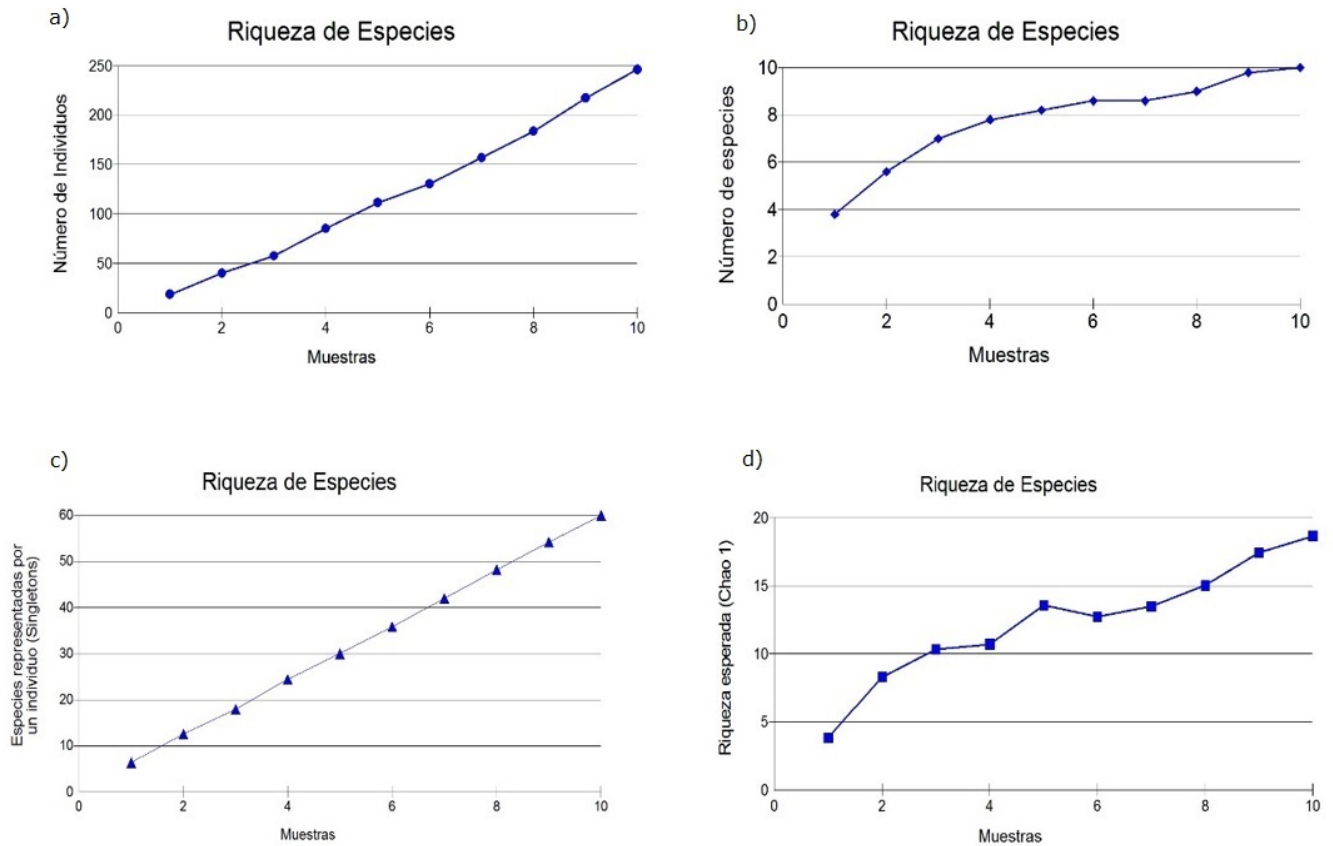 a)
Riqueza de Especies
Número de Individuos
250
200
150
100
50
0
0 2 4 6 8 10
Muestras
b)
Riqueza de Especies
Número de especies
10
8
6
4
2
0
0 2 4 6 8 10
Muestras
c)
Riqueza de Especies
Especies representadas por
un individuo (Singletons)
60
50
40
30
20
10
0
0 2 4 6 8 10
Muestras
d)
Riqueza de Especies
Riqueza esperada (Chao 1)
20
15
10
5
0
0 2 4 6 8 10
Muestras